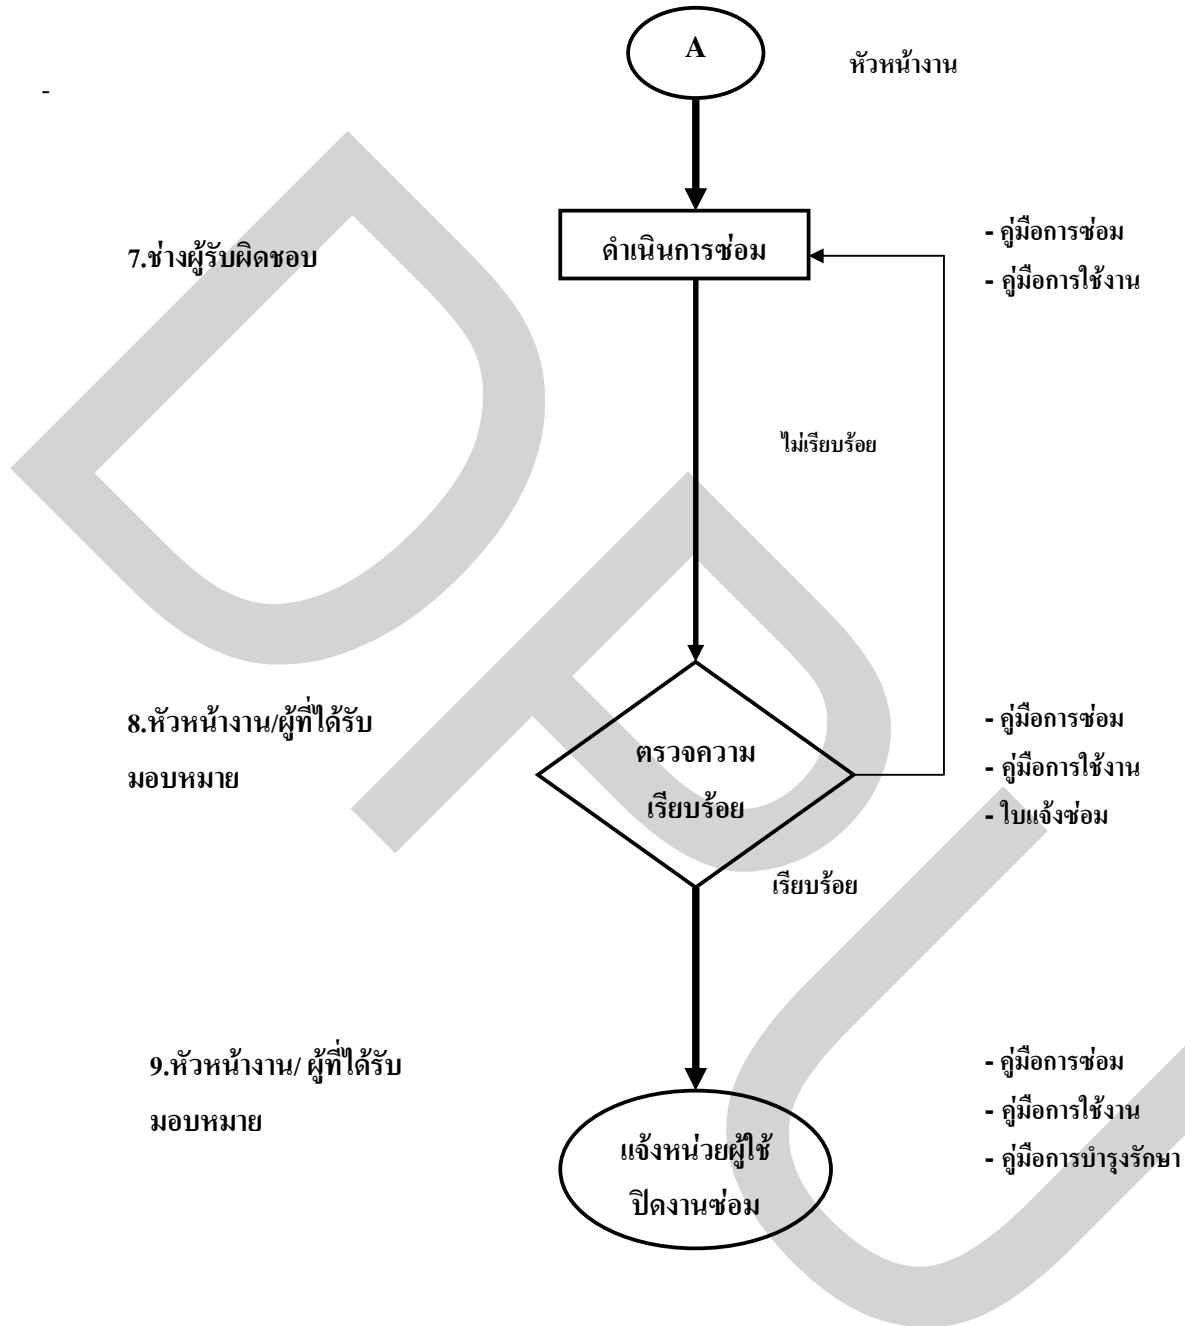 A
หัวหน้างาน
-
7.ช่างผู้รับผิดชอบ
ดำเนินการซ่อม
- คู่มือการซ่อม
- คู่มือการใช้งาน
ไม่เรียบร้อย
8.หัวหน้างาน/ผู้ที่ได้รับ
มอบหมาย
ตรวจความ
เรียบร้อย
- คู่มือการซ่อม
- คู่มือการใช้งาน
- ใบแจ้งซ่อม
เรียบร้อย
9.หัวหน้างาน/ ผู้ที่ได้รับ
มอบหมาย
แจ้งหน่วยผู้ใช้
ปิดงานซ่อม
- คู่มือการซ่อม
- คู่มือการใช้งาน
- คู่มือการบำรุงรักษา
DPU